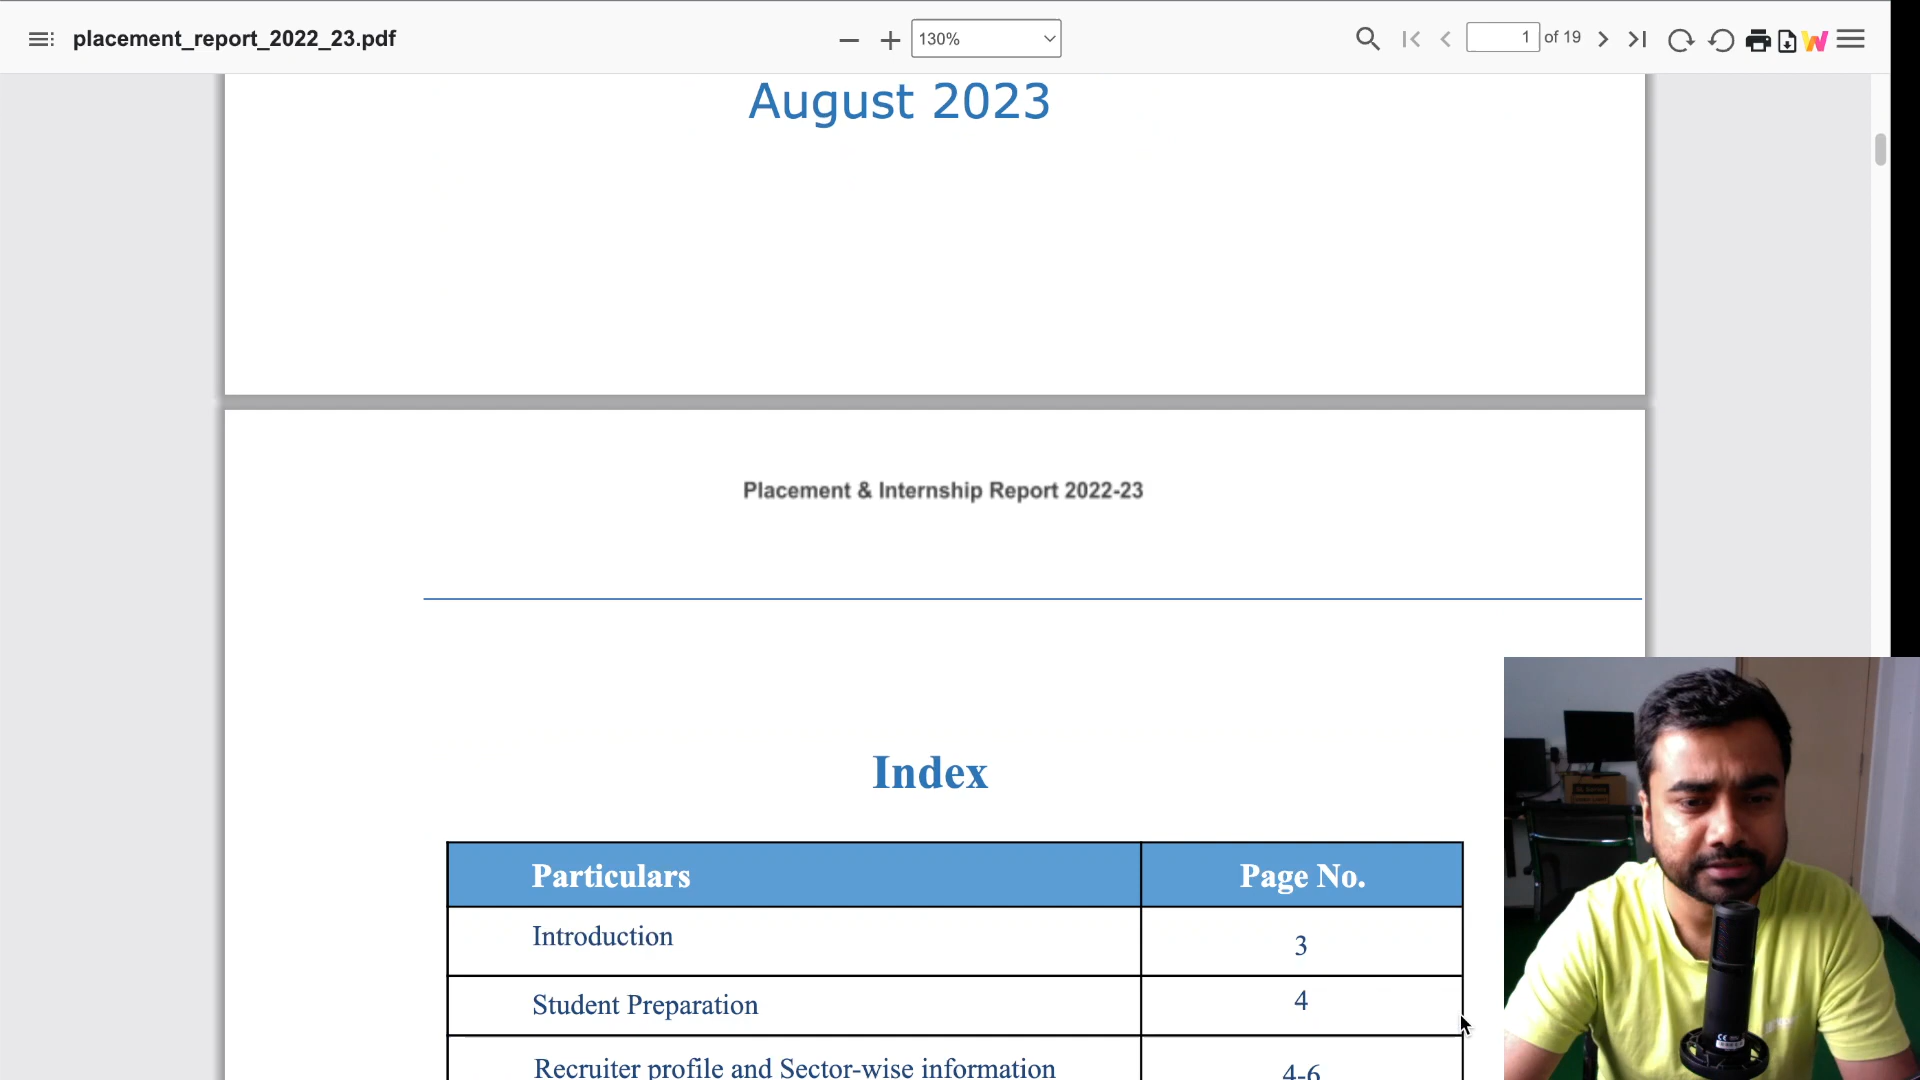 placement_report_2022_23.pdf
130%
1 of 19
August 2023
Placement & Internship Report 2022-23
Index
Particulars Page No.
Introduction 3
Student Preparation 4
Recruiter profile and Sector-wise information 4-6